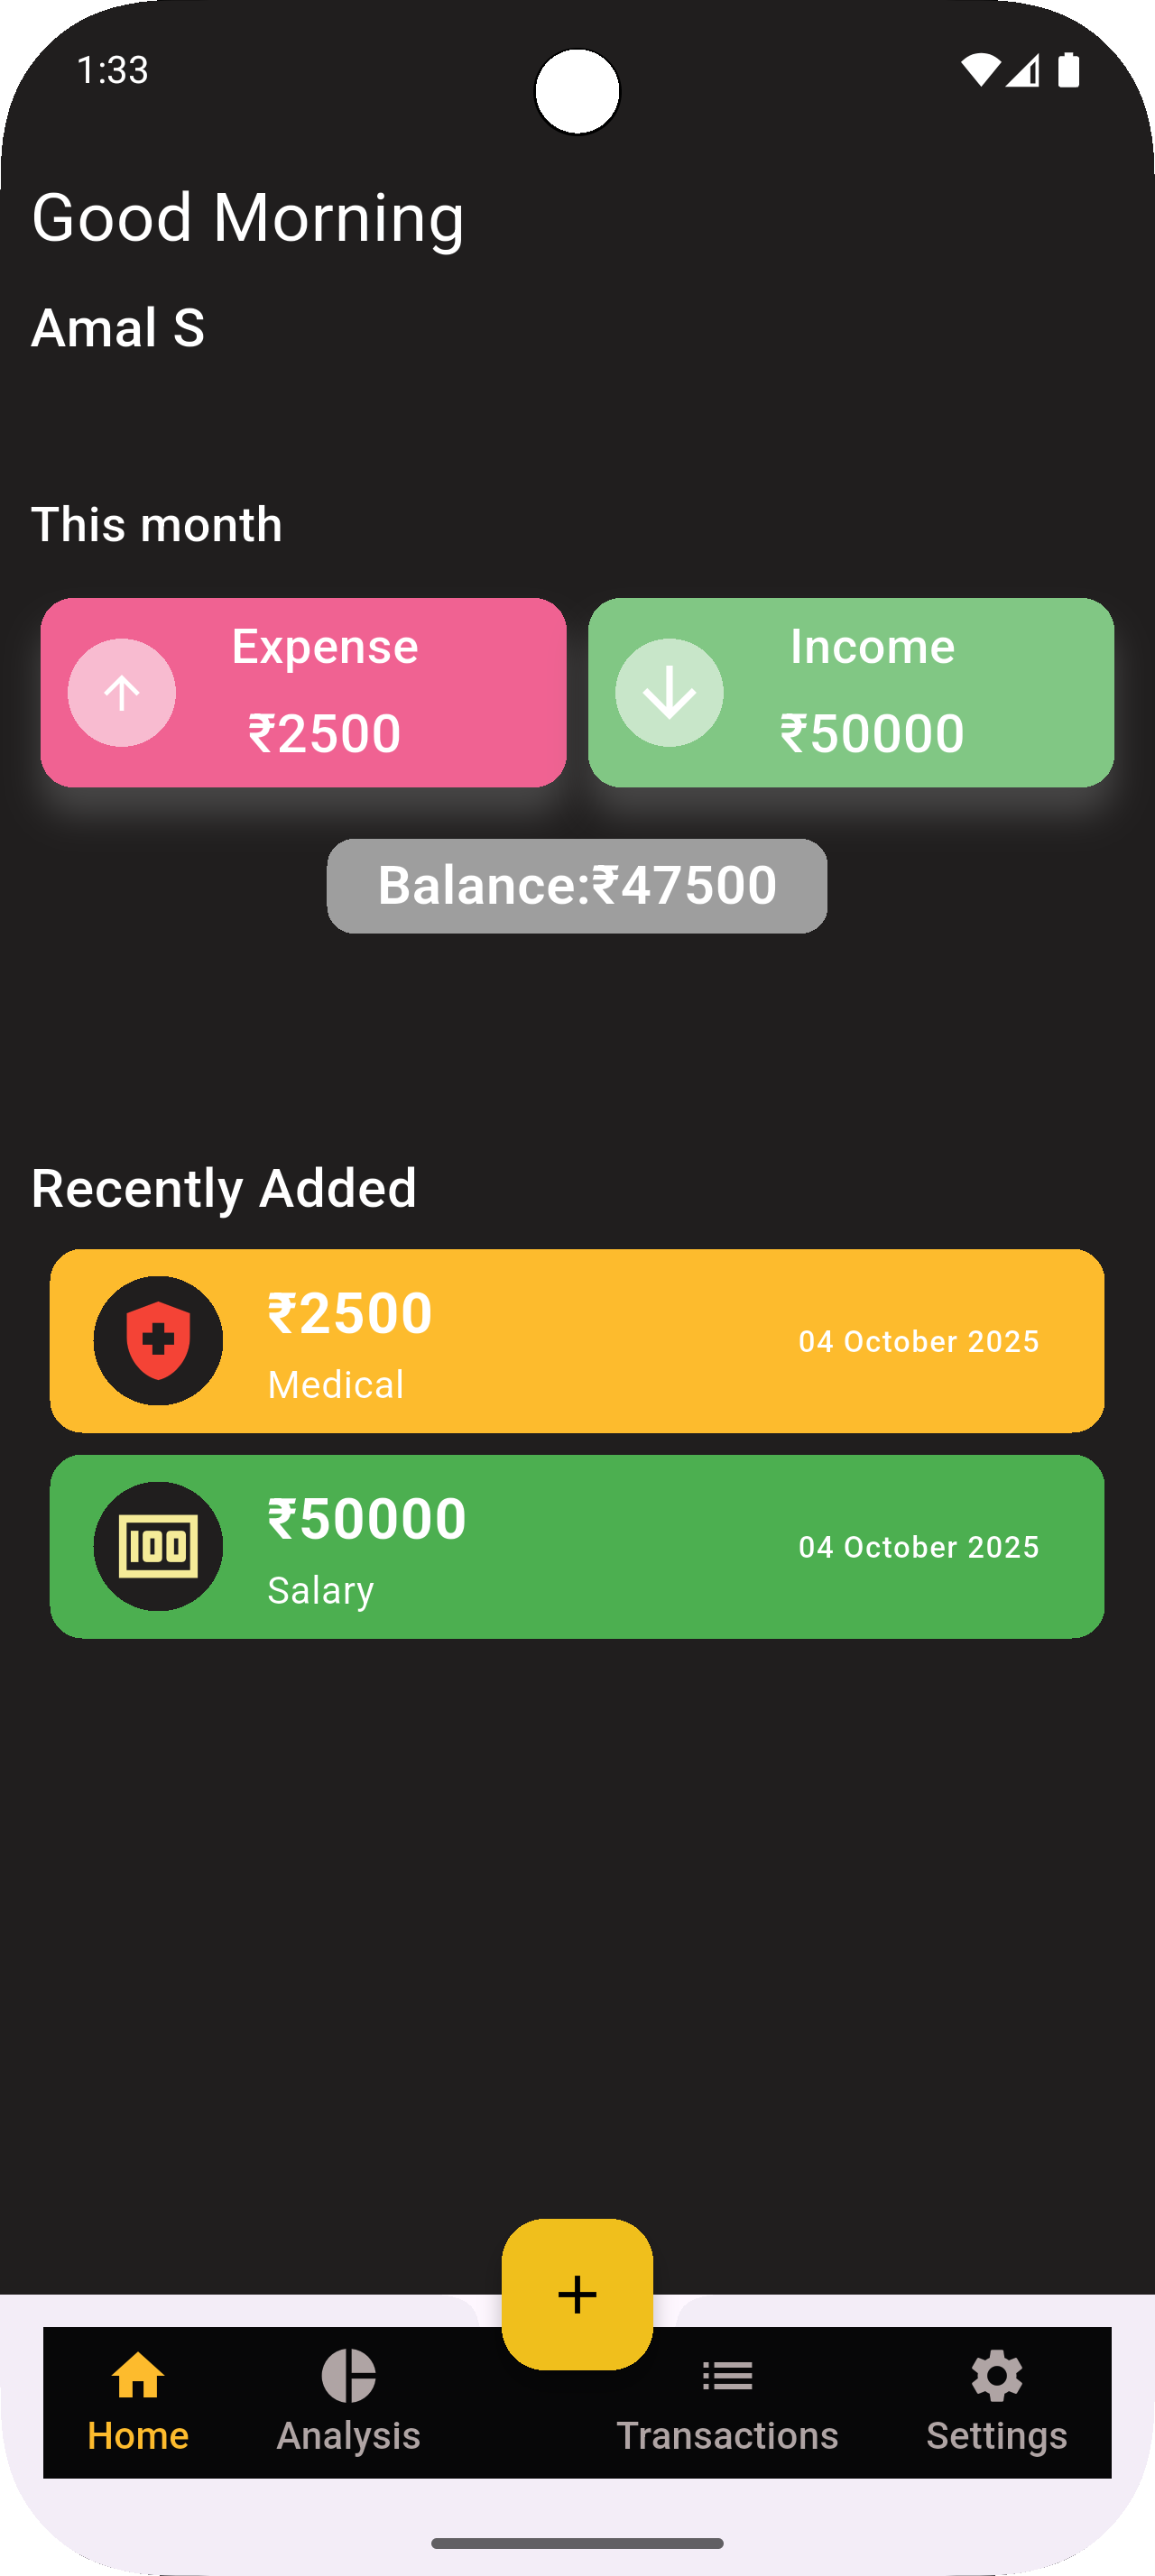 1:33
Good Morning
Amal S
This month
Expense
₹2500
Income
₹50000
Balance:₹47500
Recently Added
₹2500
Medical
04 October 2025
100
₹50000
Salary
04 October 2025
+
Home
Analysis
Transactions
Settings